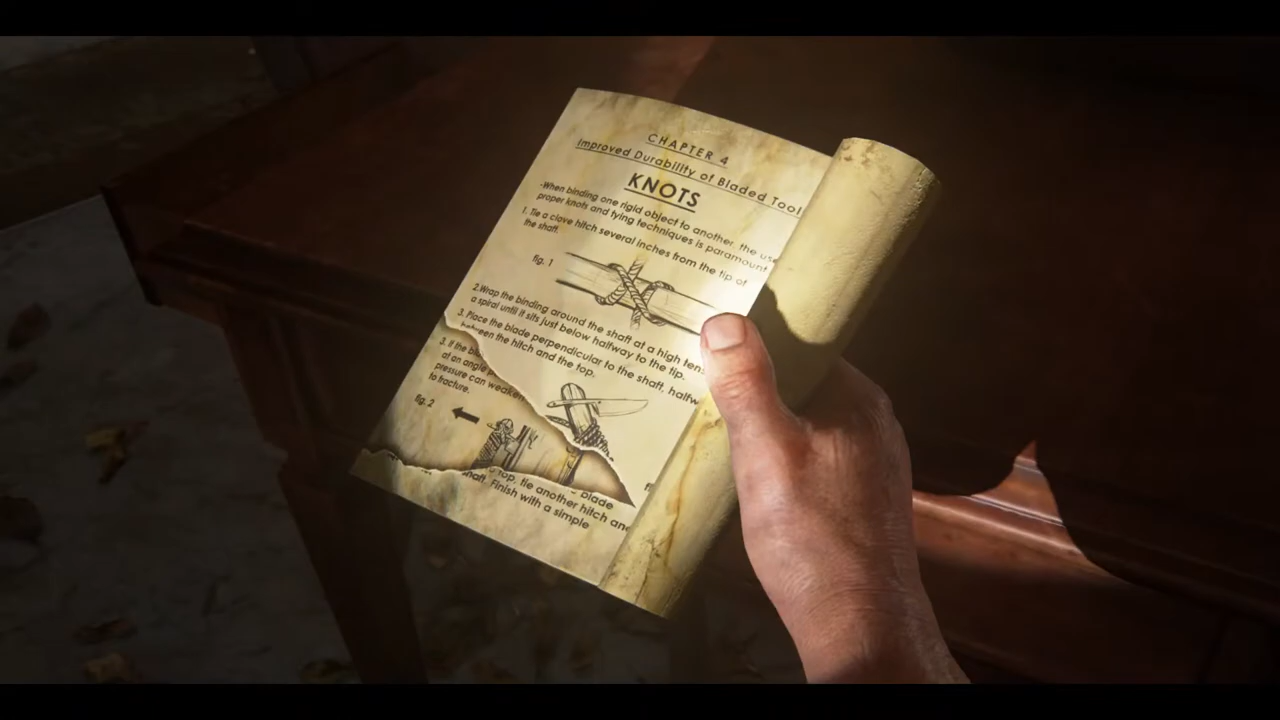 CHAPTER 4
Improved Durability of Bladed Tool
KNOTS
-When binding one rigid object to another, the use
proper knots and tying techniques is paramount
1. Tie a clove hitch several inches from the tip of
the shaft.
fig. 1
2.Wrap the binding around the shaft at a high tens
a spiral until it sits just below halfway to the tip.
3. Place the blade perpendicular to the shaft, halfw
between the hitch and the top.
3. If the bla
at an angle
pressure can weaken
to fracture.
fig. 2
top, tie another hitch and
blade
haft. Finish with a simple